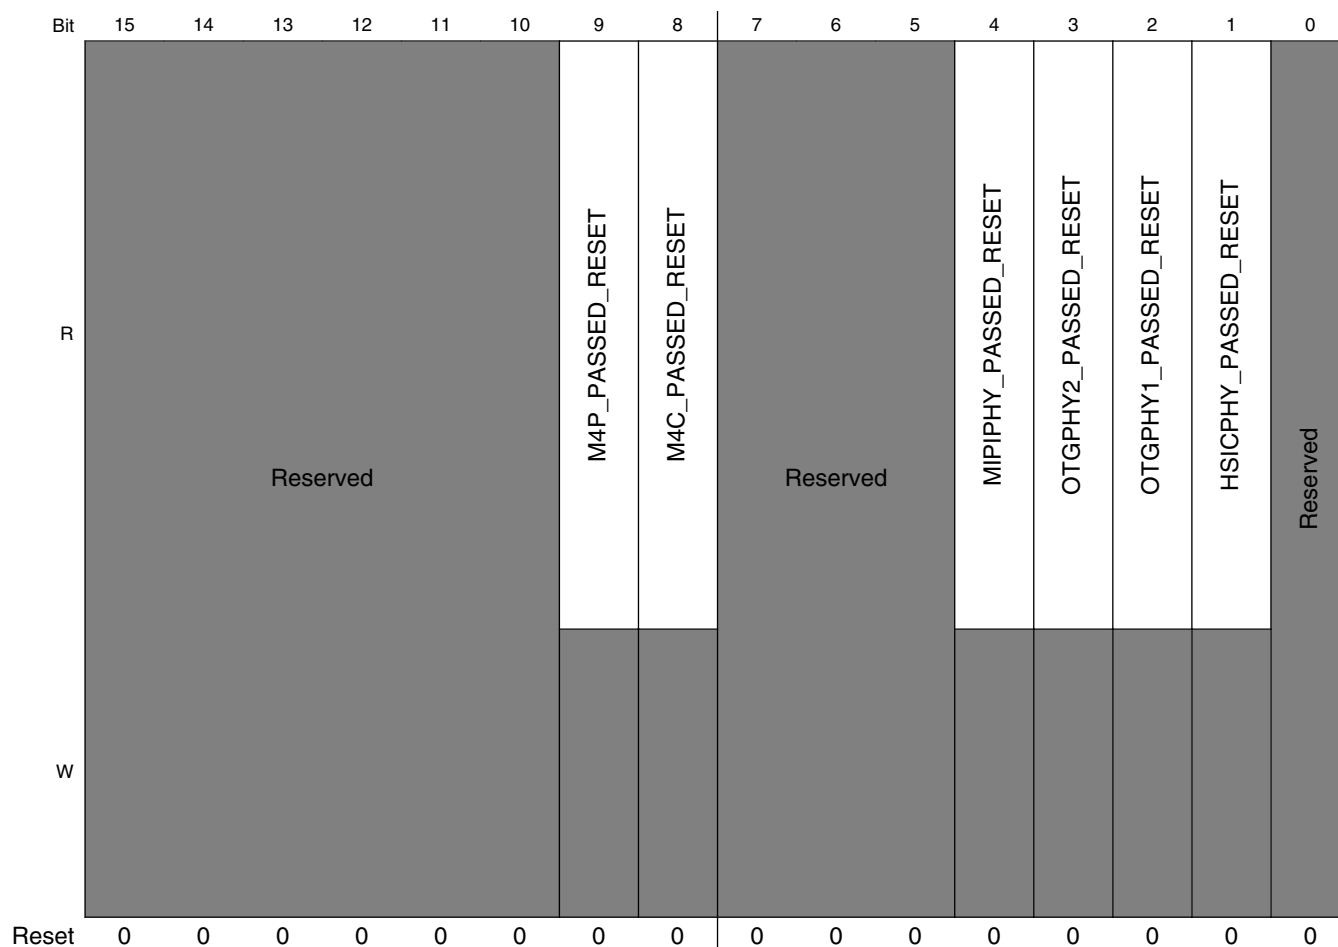 Bit 15 14 13 12 11 10 9 8 7 6 5 4 3 2 1 0
R
Reserved
M4P_PASSED_RESET
M4C_PASSED_RESET
Reserved
MIPIPHY_PASSED_RESET
OTGPHY2_PASSED_RESET
OTGPHY1_PASSED_RESET
HSICPHY_PASSED_RESET
Reserved
W
Reset 0 0 0 0 0 0 0 0 0 0 0 0 0 0 0 0